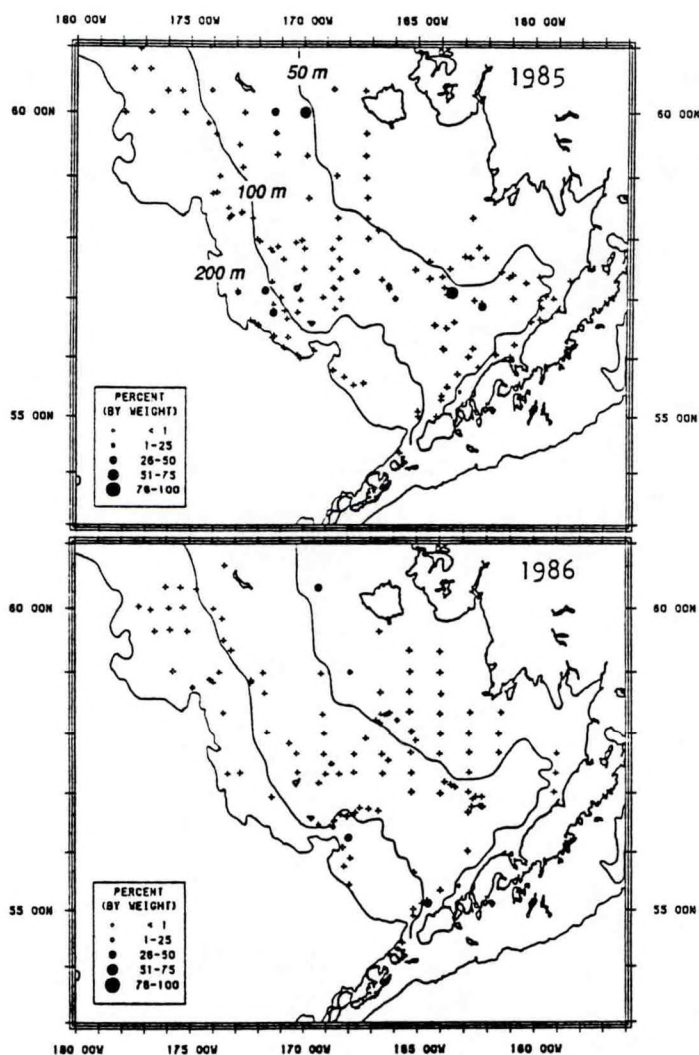 180 00W 175 00W 170 00W 165 00W 160 00W
50 m
1985
60 00N 60 00N
100 m
200 m
PERCENT
(BY WEIGHT)
< 1
1-25
26-50
51-75
76-100
55 00N 55 00N
1986
60 00N 60 00N
PERCENT
(BY WEIGHT)
< 1
1-25
26-50
51-75
76-100
55 00N 55 00N
180 00W 175 00W 170 00W 165 00W 160 00W